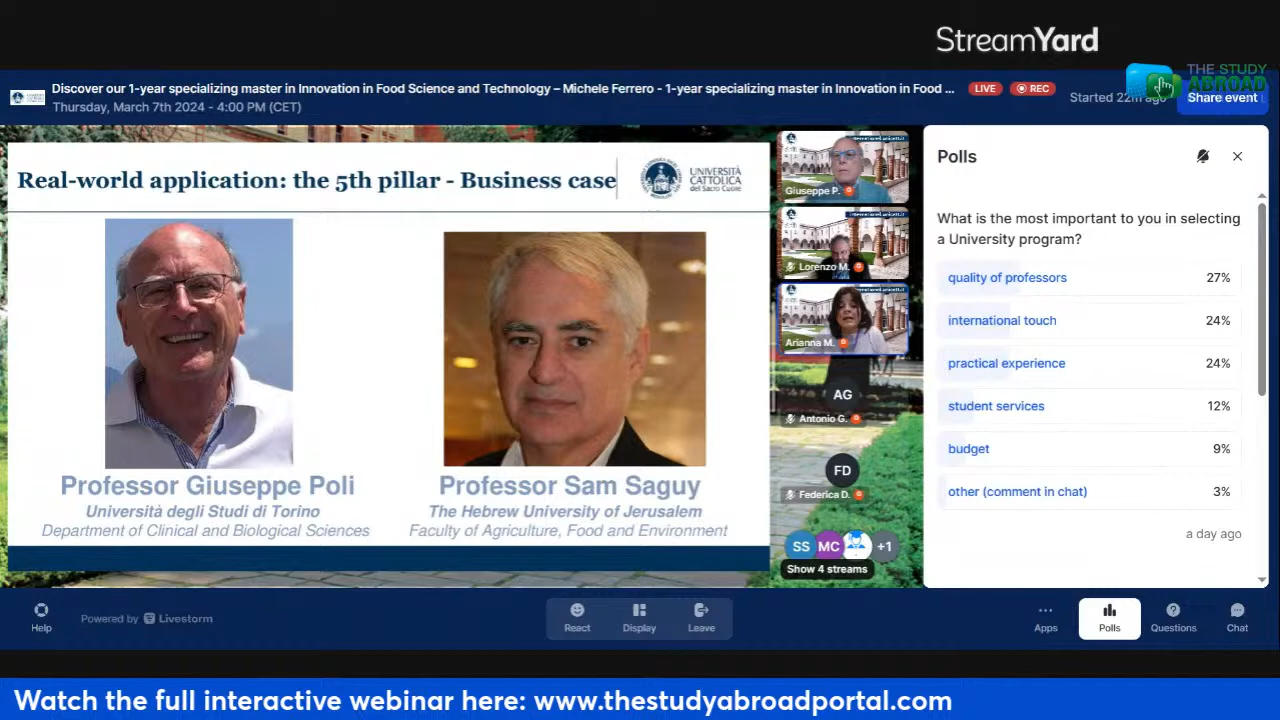 StreamYard
THE STUDY
ABROAD
Discover our 1-year specializing master in Innovation in Food Science and Technology – Michele Ferrero - 1-year specializing master in Innovation in Food ...
Thursday, March 7th 2024 - 4:00 PM (CET)
LIVE
REC
Started 22m ago
Share event
Real-world application: the 5th pillar - Business case
UNIVERSITÀ
CATTOLICA
del Sacro Cuore
Professor Giuseppe Poli
Università degli Studi di Torino
Department of Clinical and Biological Sciences
Professor Sam Saguy
The Hebrew University of Jerusalem
Faculty of Agriculture, Food and Environment
Giuseppe P.
Lorenzo M.
Arianna M.
AG
Antonio G.
FD
Federica D.
SS
MC
+1
Show 4 streams
Polls
What is the most important to you in selecting
a University program?
quality of professors 27%
international touch 24%
practical experience 24%
student services 12%
budget 9%
other (comment in chat) 3%
a day ago
Help
Powered by Livestorm
React
Display
Leave
Apps
Polls
Questions
Chat
Watch the full interactive webinar here: www.thestudyabroadportal.com